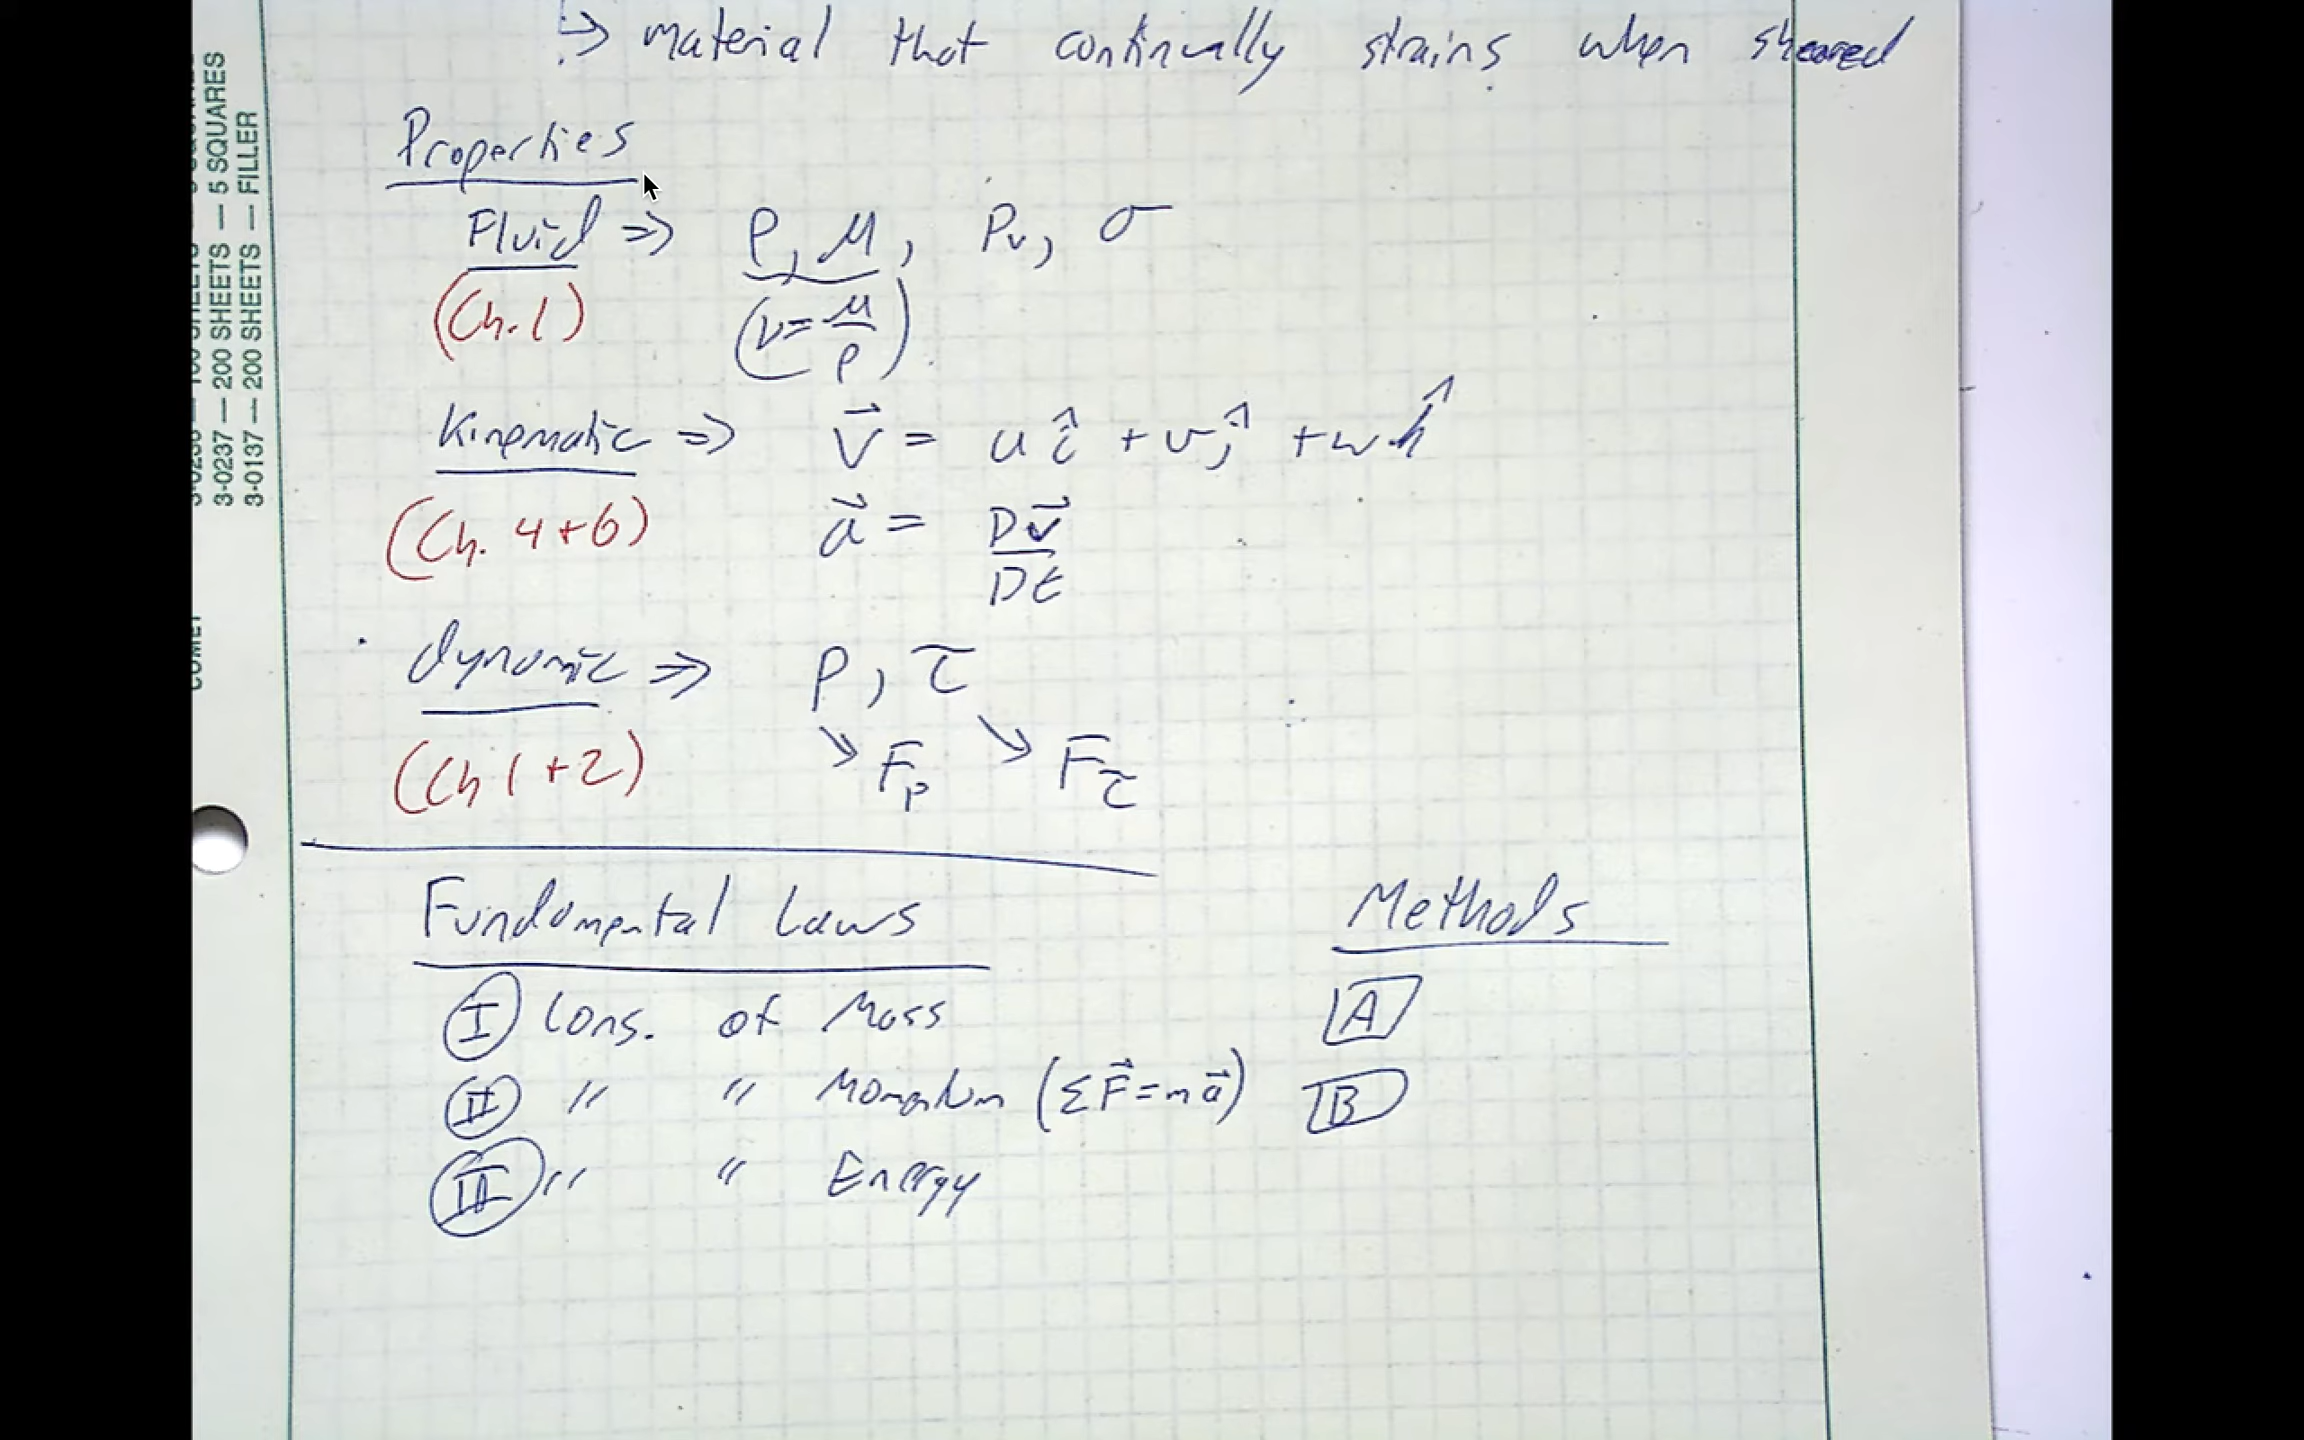 ↳ material that continually strains when sheared
Properties
Fluid ⇒ ρ, μ, Pv, σ
(Ch. 1) (ν = μ/ρ)
Kinematic ⇒ V⃗ = u î + v ĵ + w k̂
(Ch. 4+6) a⃗ = DV⃗/Dt
dynamic ⇒ P, τ
(Ch 1+2) ↘ Fp ↘ Fτ
Fundamental Laws Methods
I Cons. of Mass A
II " " Momentum (ΣF⃗ = m a⃗) B
III " " Energy
3-0237 — 200 SHEETS — 5 SQUARES
3-0137 — 200 SHEETS — FILLER
COMET